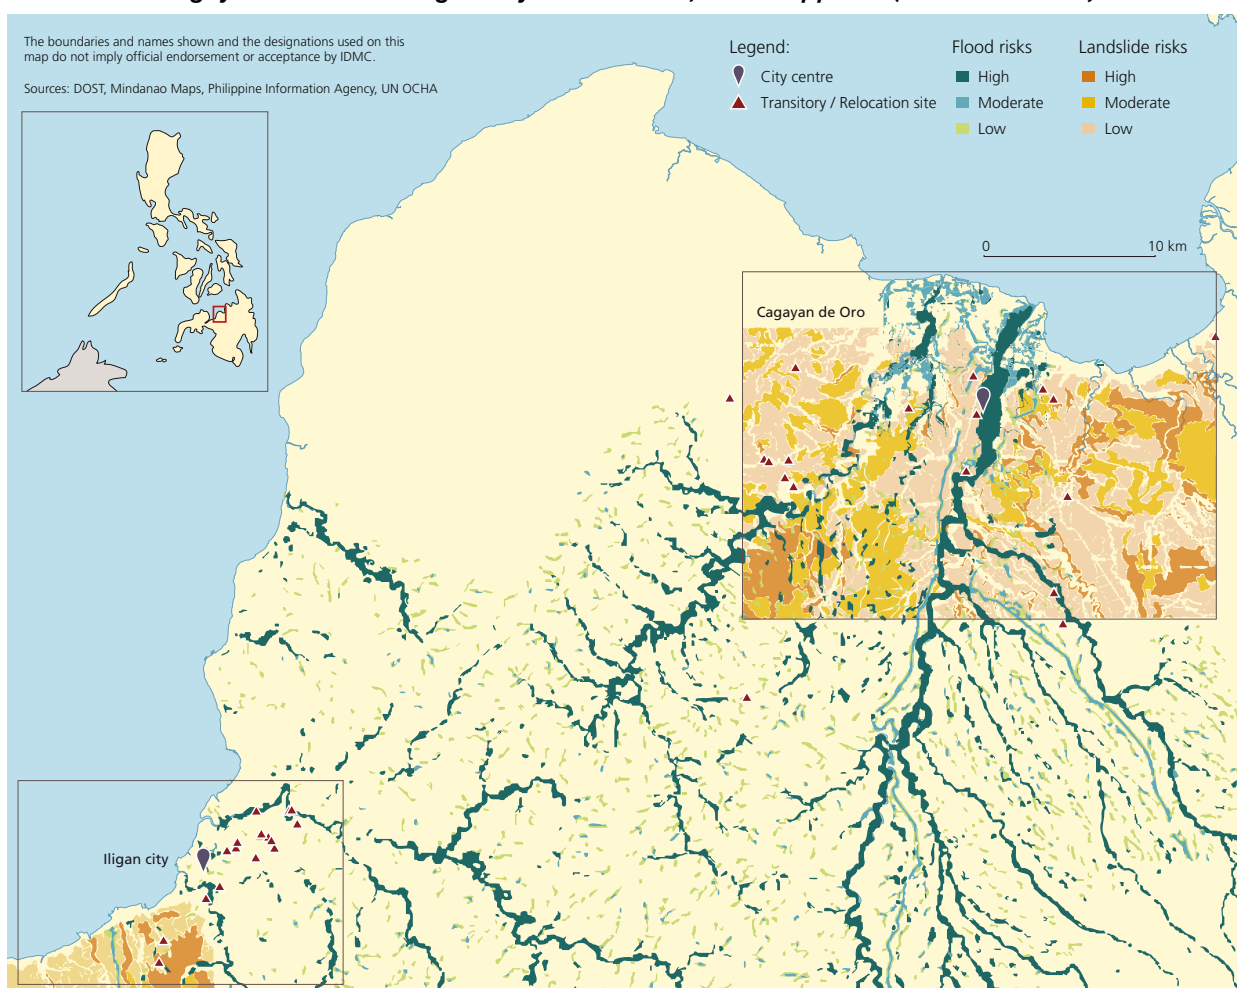 The boundaries and names shown and the designations used on this
map do not imply official endorsement or acceptance by IDMC.
Sources: DOST, Mindanao Maps, Philippine Information Agency, UN OCHA
Legend:
City centre
Transitory / Relocation site
Flood risks
High
Moderate
Low
Landslide risks
High
Moderate
Low
0 10 km
Cagayan de Oro
Iligan city